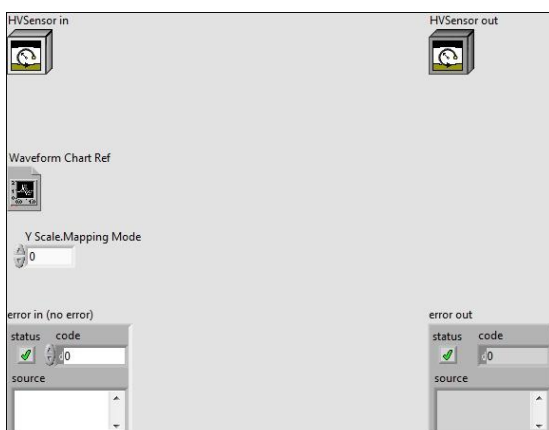 HVSensor in
HVSensor out
Waveform Chart Ref
Y Scale.Mapping Mode
0
error in (no error)
error out
status code
status code
0
0
source
source